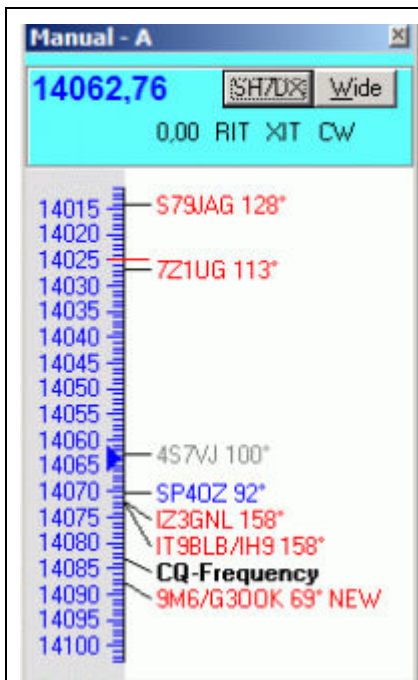 Manual - A
14062,76 SH/DX Wide
0,00 RIT XIT CW
14015 S79JAG 128°
14020
14025
7Z1UG 113°
14030
14035
14040
14045
14050
14055
14060
4S7VJ 100°
14065
14070 SP4OZ 92°
14075 IZ3GNL 158°
14080 IT9BLB/IH9 158°
14085 CQ-Frequency
14090 9M6/G3OOK 69° NEW
14095
14100